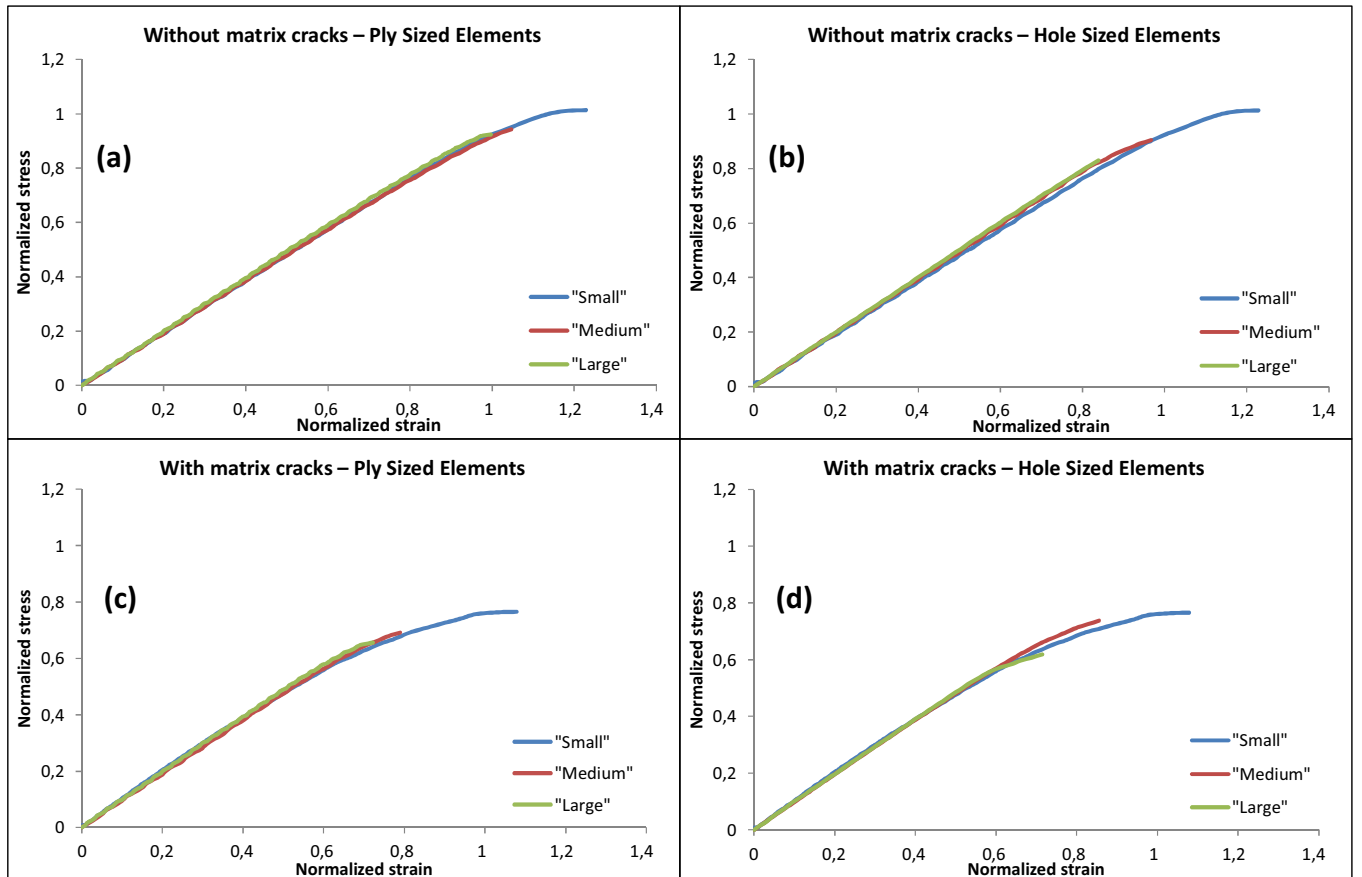 Without matrix cracks – Ply Sized Elements
1,2
1
0,8
0,6
0,4
0,2
0
Normalized stress
(a)
"Small"
"Medium"
"Large"
0 0,2 0,4 0,6 0,8 1 1,2 1,4
Normalized strain
Without matrix cracks – Hole Sized Elements
1,2
1
0,8
0,6
0,4
0,2
0
Normalized stress
(b)
"Small"
"Medium"
"Large"
0 0,2 0,4 0,6 0,8 1 1,2 1,4
Normalized strain
With matrix cracks – Ply Sized Elements
1,2
1
0,8
0,6
0,4
0,2
0
Normalized stress
(c)
"Small"
"Medium"
"Large"
0 0,2 0,4 0,6 0,8 1 1,2 1,4
Normalized strain
With matrix cracks – Hole Sized Elements
1,2
1
0,8
0,6
0,4
0,2
0
Normalized stress
(d)
"Small"
"Medium"
"Large"
0 0,2 0,4 0,6 0,8 1 1,2 1,4
Normalized strain